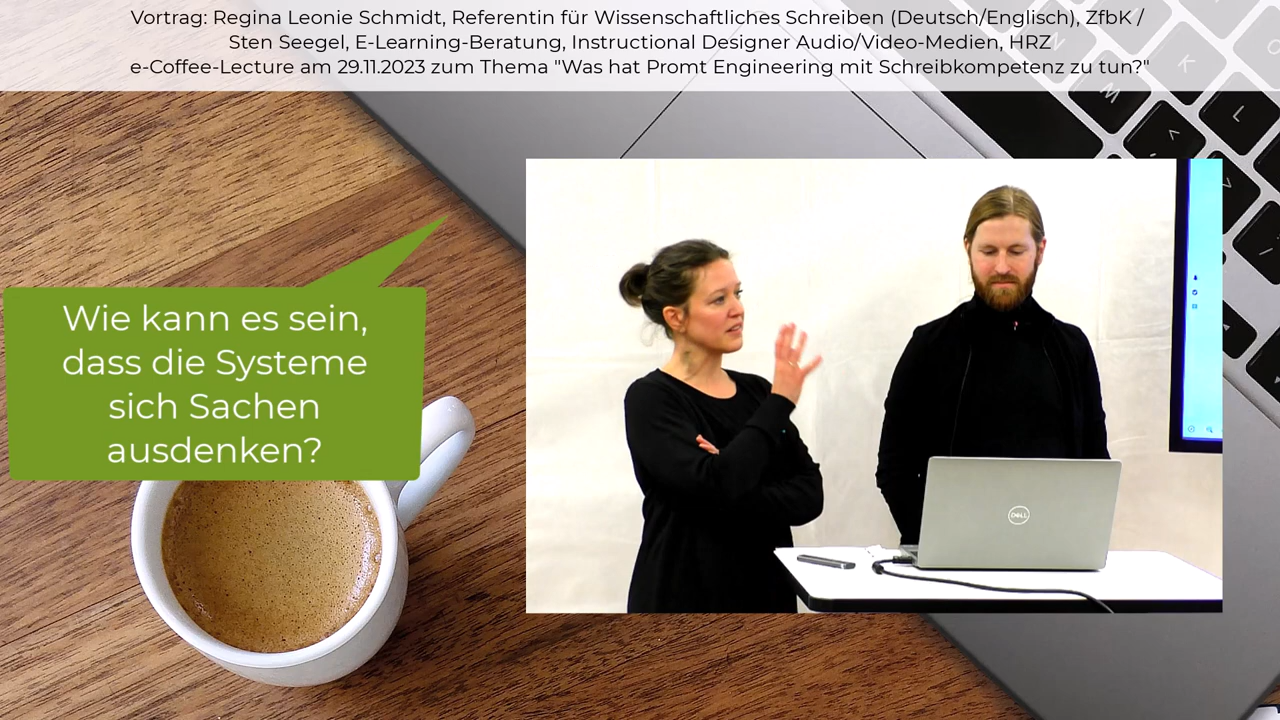 Vortrag: Regina Leonie Schmidt, Referentin für Wissenschaftliches Schreiben (Deutsch/Englisch), ZfbK /
Sten Seegel, E-Learning-Beratung, Instructional Designer Audio/Video-Medien, HRZ
e-Coffee-Lecture am 29.11.2023 zum Thema "Was hat Promt Engineering mit Schreibkompetenz zu tun?"
Wie kann es sein,
dass die Systeme
sich Sachen
ausdenken?
DELL
N
K
M
L
<
V